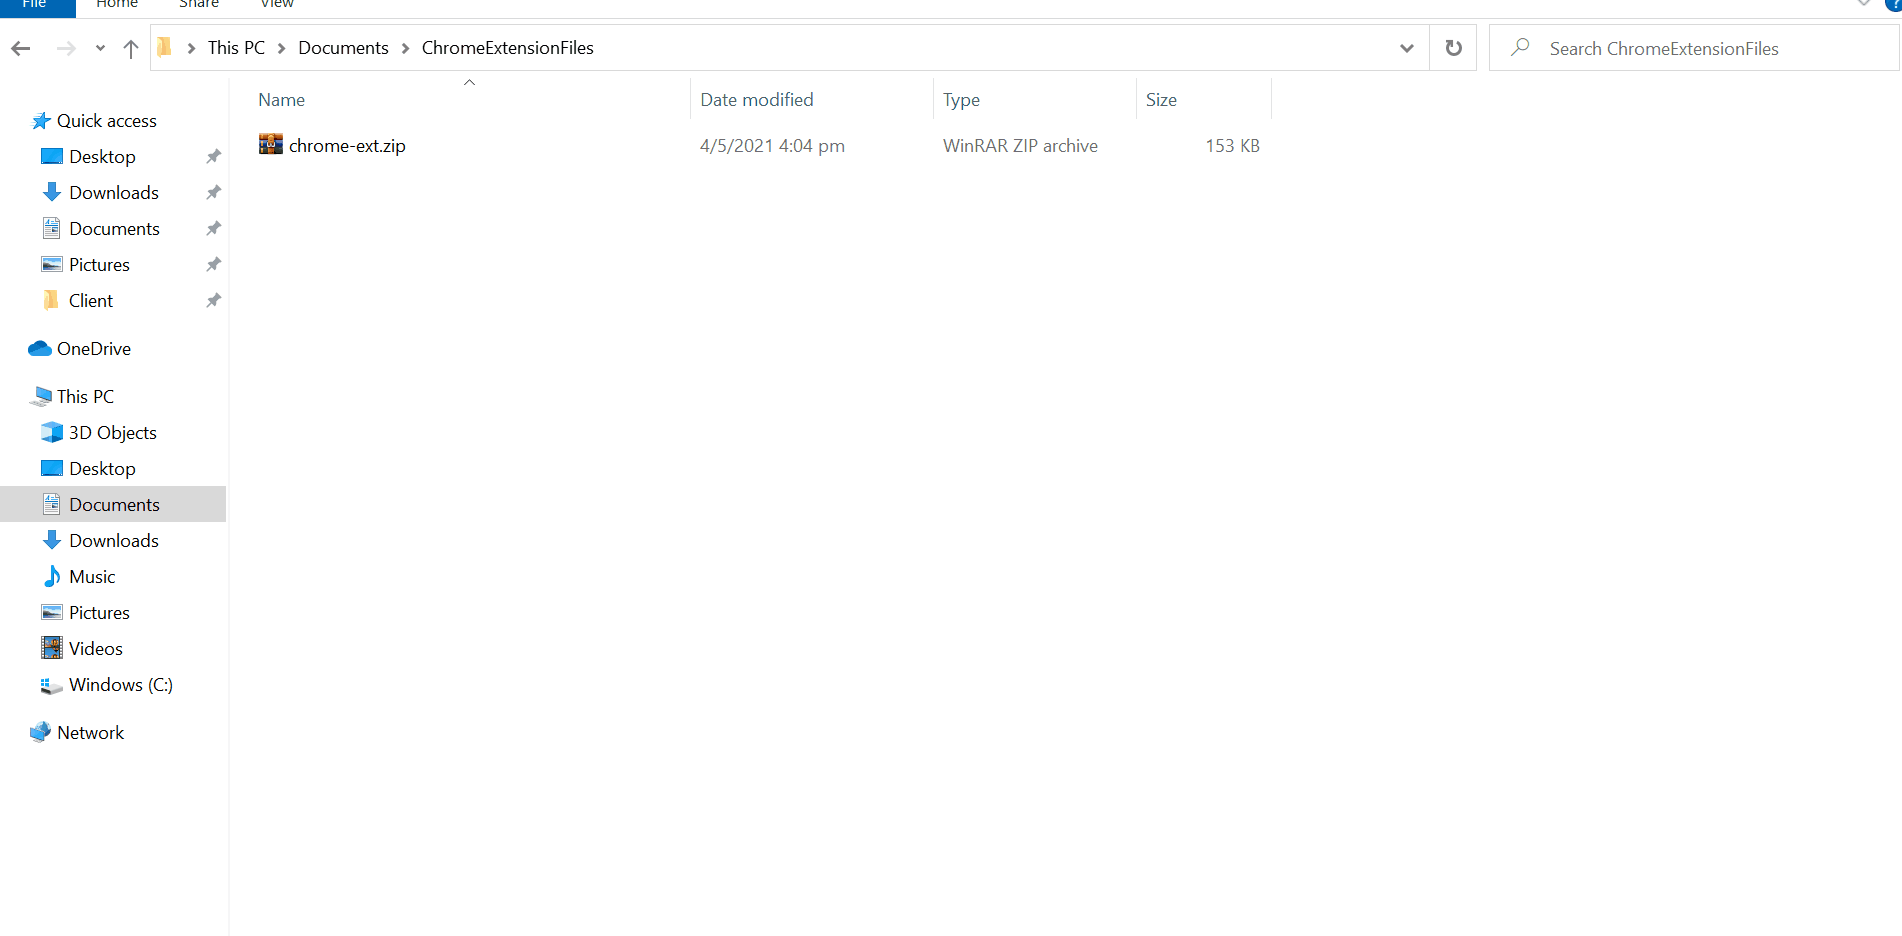 File Home Share View
This PC Documents ChromeExtensionFiles
Search ChromeExtensionFiles
Name Date modified Type Size
chrome-ext.zip 4/5/2021 4:04 pm WinRAR ZIP archive 153 KB
Quick access
Desktop
Downloads
Documents
Pictures
Client
OneDrive
This PC
3D Objects
Desktop
Documents
Downloads
Music
Pictures
Videos
Windows (C:)
Network